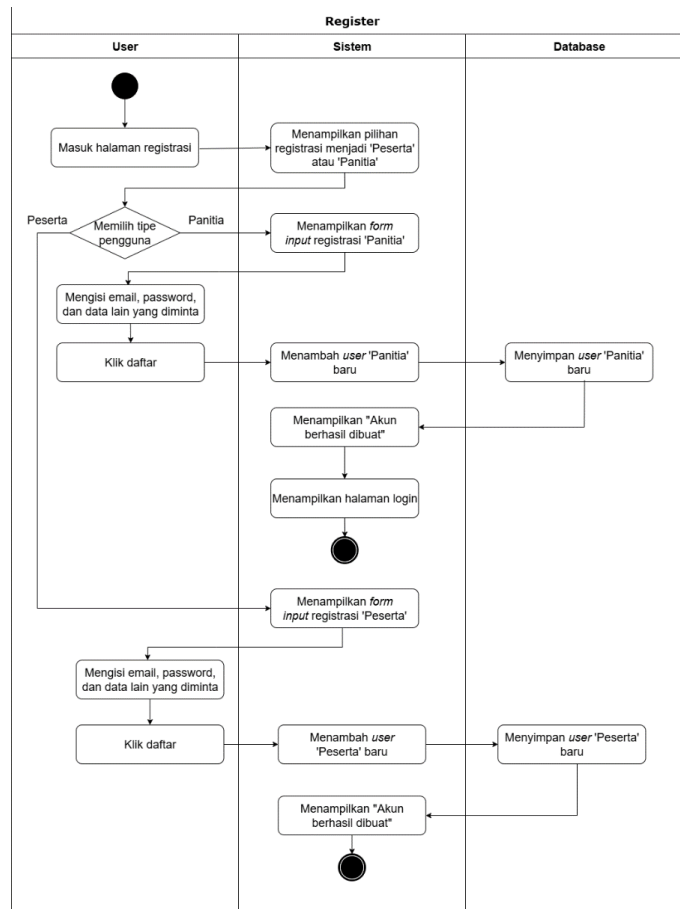 Register
User
Sistem
Database
Masuk halaman registrasi
Menampilkan pilihan
registrasi menjadi 'Peserta'
atau 'Panitia'
Peserta
Memilih tipe
pengguna
Panitia
Menampilkan form
input registrasi 'Panitia'
Mengisi email, password,
dan data lain yang diminta
Klik daftar
Menambah user 'Panitia'
baru
Menyimpan user 'Panitia'
baru
Menampilkan "Akun
berhasil dibuat"
Menampilkan halaman login
Menampilkan form
input registrasi 'Peserta'
Mengisi email, password,
dan data lain yang diminta
Klik daftar
Menambah user
'Peserta' baru
Menyimpan user 'Peserta'
baru
Menampilkan "Akun
berhasil dibuat"